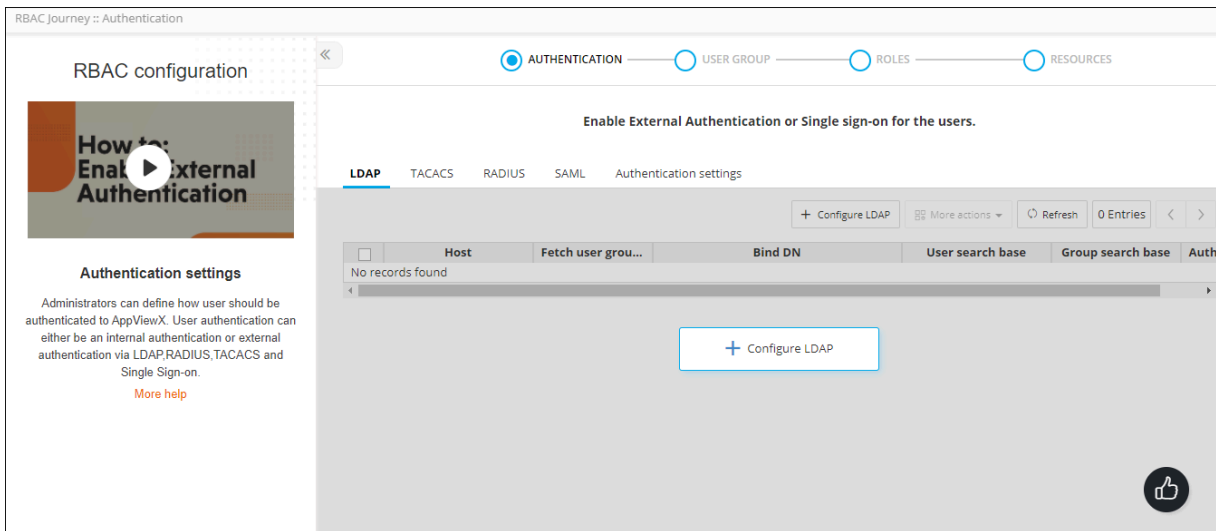 RBAC Journey :: Authentication
RBAC configuration
How to:
Enable External
Authentication
Authentication settings
Administrators can define how user should be
authenticated to AppViewX. User authentication can
either be an internal authentication or external
authentication via LDAP,RADIUS,TACACS and
Single Sign-on.
More help
AUTHENTICATION USER GROUP ROLES RESOURCES
Enable External Authentication or Single sign-on for the users.
LDAP TACACS RADIUS SAML Authentication settings
+ Configure LDAP More actions Refresh 0 Entries
Host Fetch user grou... Bind DN User search base Group search base Auth
No records found
+ Configure LDAP